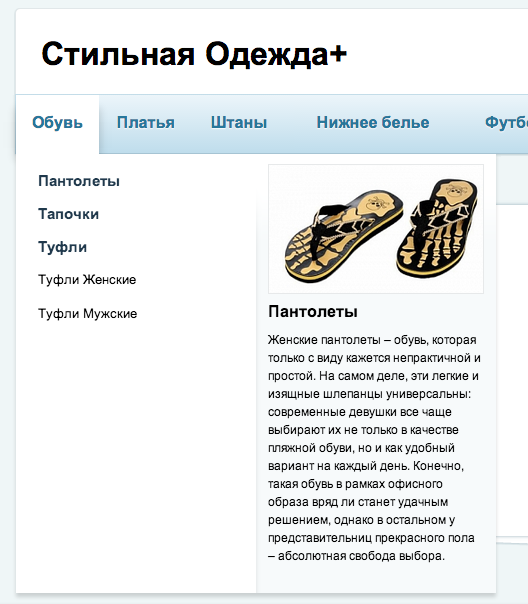 Стильная Одежда+
Обувь Платья Штаны Нижнее белье
Пантолеты
Тапочки
Туфли
Туфли Женские
Туфли Мужские
Пантолеты
Женские пантолеты – обувь, которая
только с виду кажется непрактичной и
простой. На самом деле, эти легкие и
изящные шлепанцы универсальны:
современные девушки все чаще
выбирают их не только в качестве
пляжной обуви, но и как удобный
вариант на каждый день. Конечно,
такая обувь в рамках офисного
образа вряд ли станет удачным
решением, однако в остальном у
представительниц прекрасного пола
– абсолютная свобода выбора.